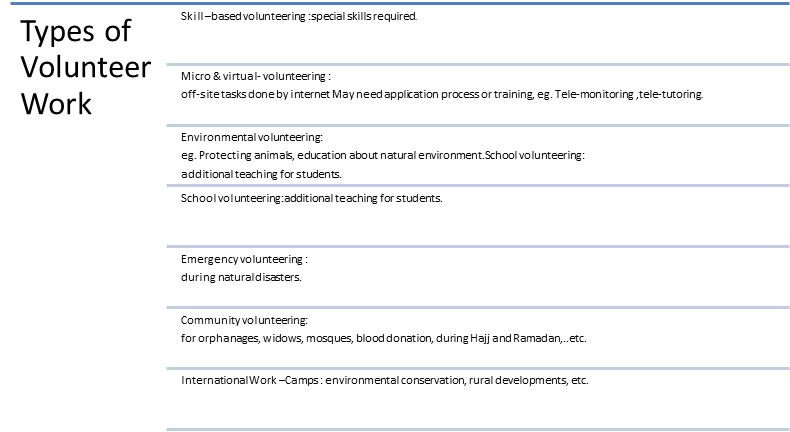 Types of
Volunteer
Work
Skill–based volunteering :special skills required.
Micro & virtual- volunteering :
off-site tasks done by internet May need application process or training, eg. Tele-monitoring ,tele-tutoring.
Environmental volunteering:
eg. Protecting animals, education about natural environment.School volunteering:
additional teaching for students.
School volunteering:additional teaching for students.
Emergency volunteering :
during natural disasters.
Community volunteering:
for orphanages, widows, mosques, blood donation, during Hajj and Ramadan,..etc.
International Work –Camps : environmental conservation, rural developments, etc.